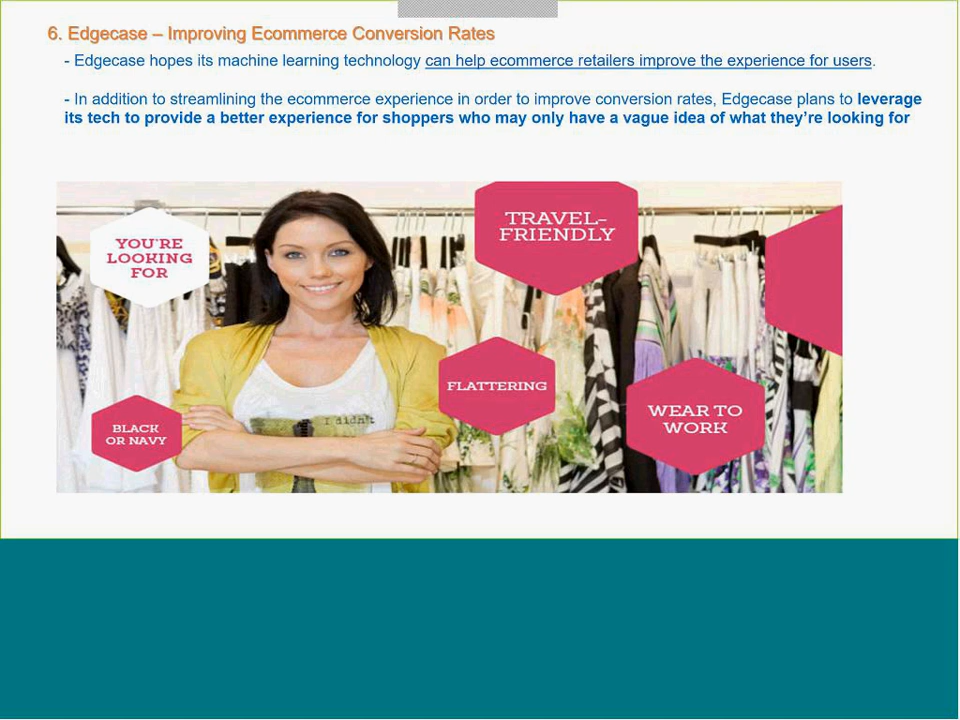 6. Edgecase – Improving Ecommerce Conversion Rates
- Edgecase hopes its machine learning technology can help ecommerce retailers improve the experience for users.
- In addition to streamlining the ecommerce experience in order to improve conversion rates, Edgecase plans to leverage
its tech to provide a better experience for shoppers who may only have a vague idea of what they're looking for
YOU'RE
LOOKING
FOR
TRAVEL-
FRIENDLY
FLATTERING
WEAR TO
WORK
BLACK
OR NAVY
I didn't